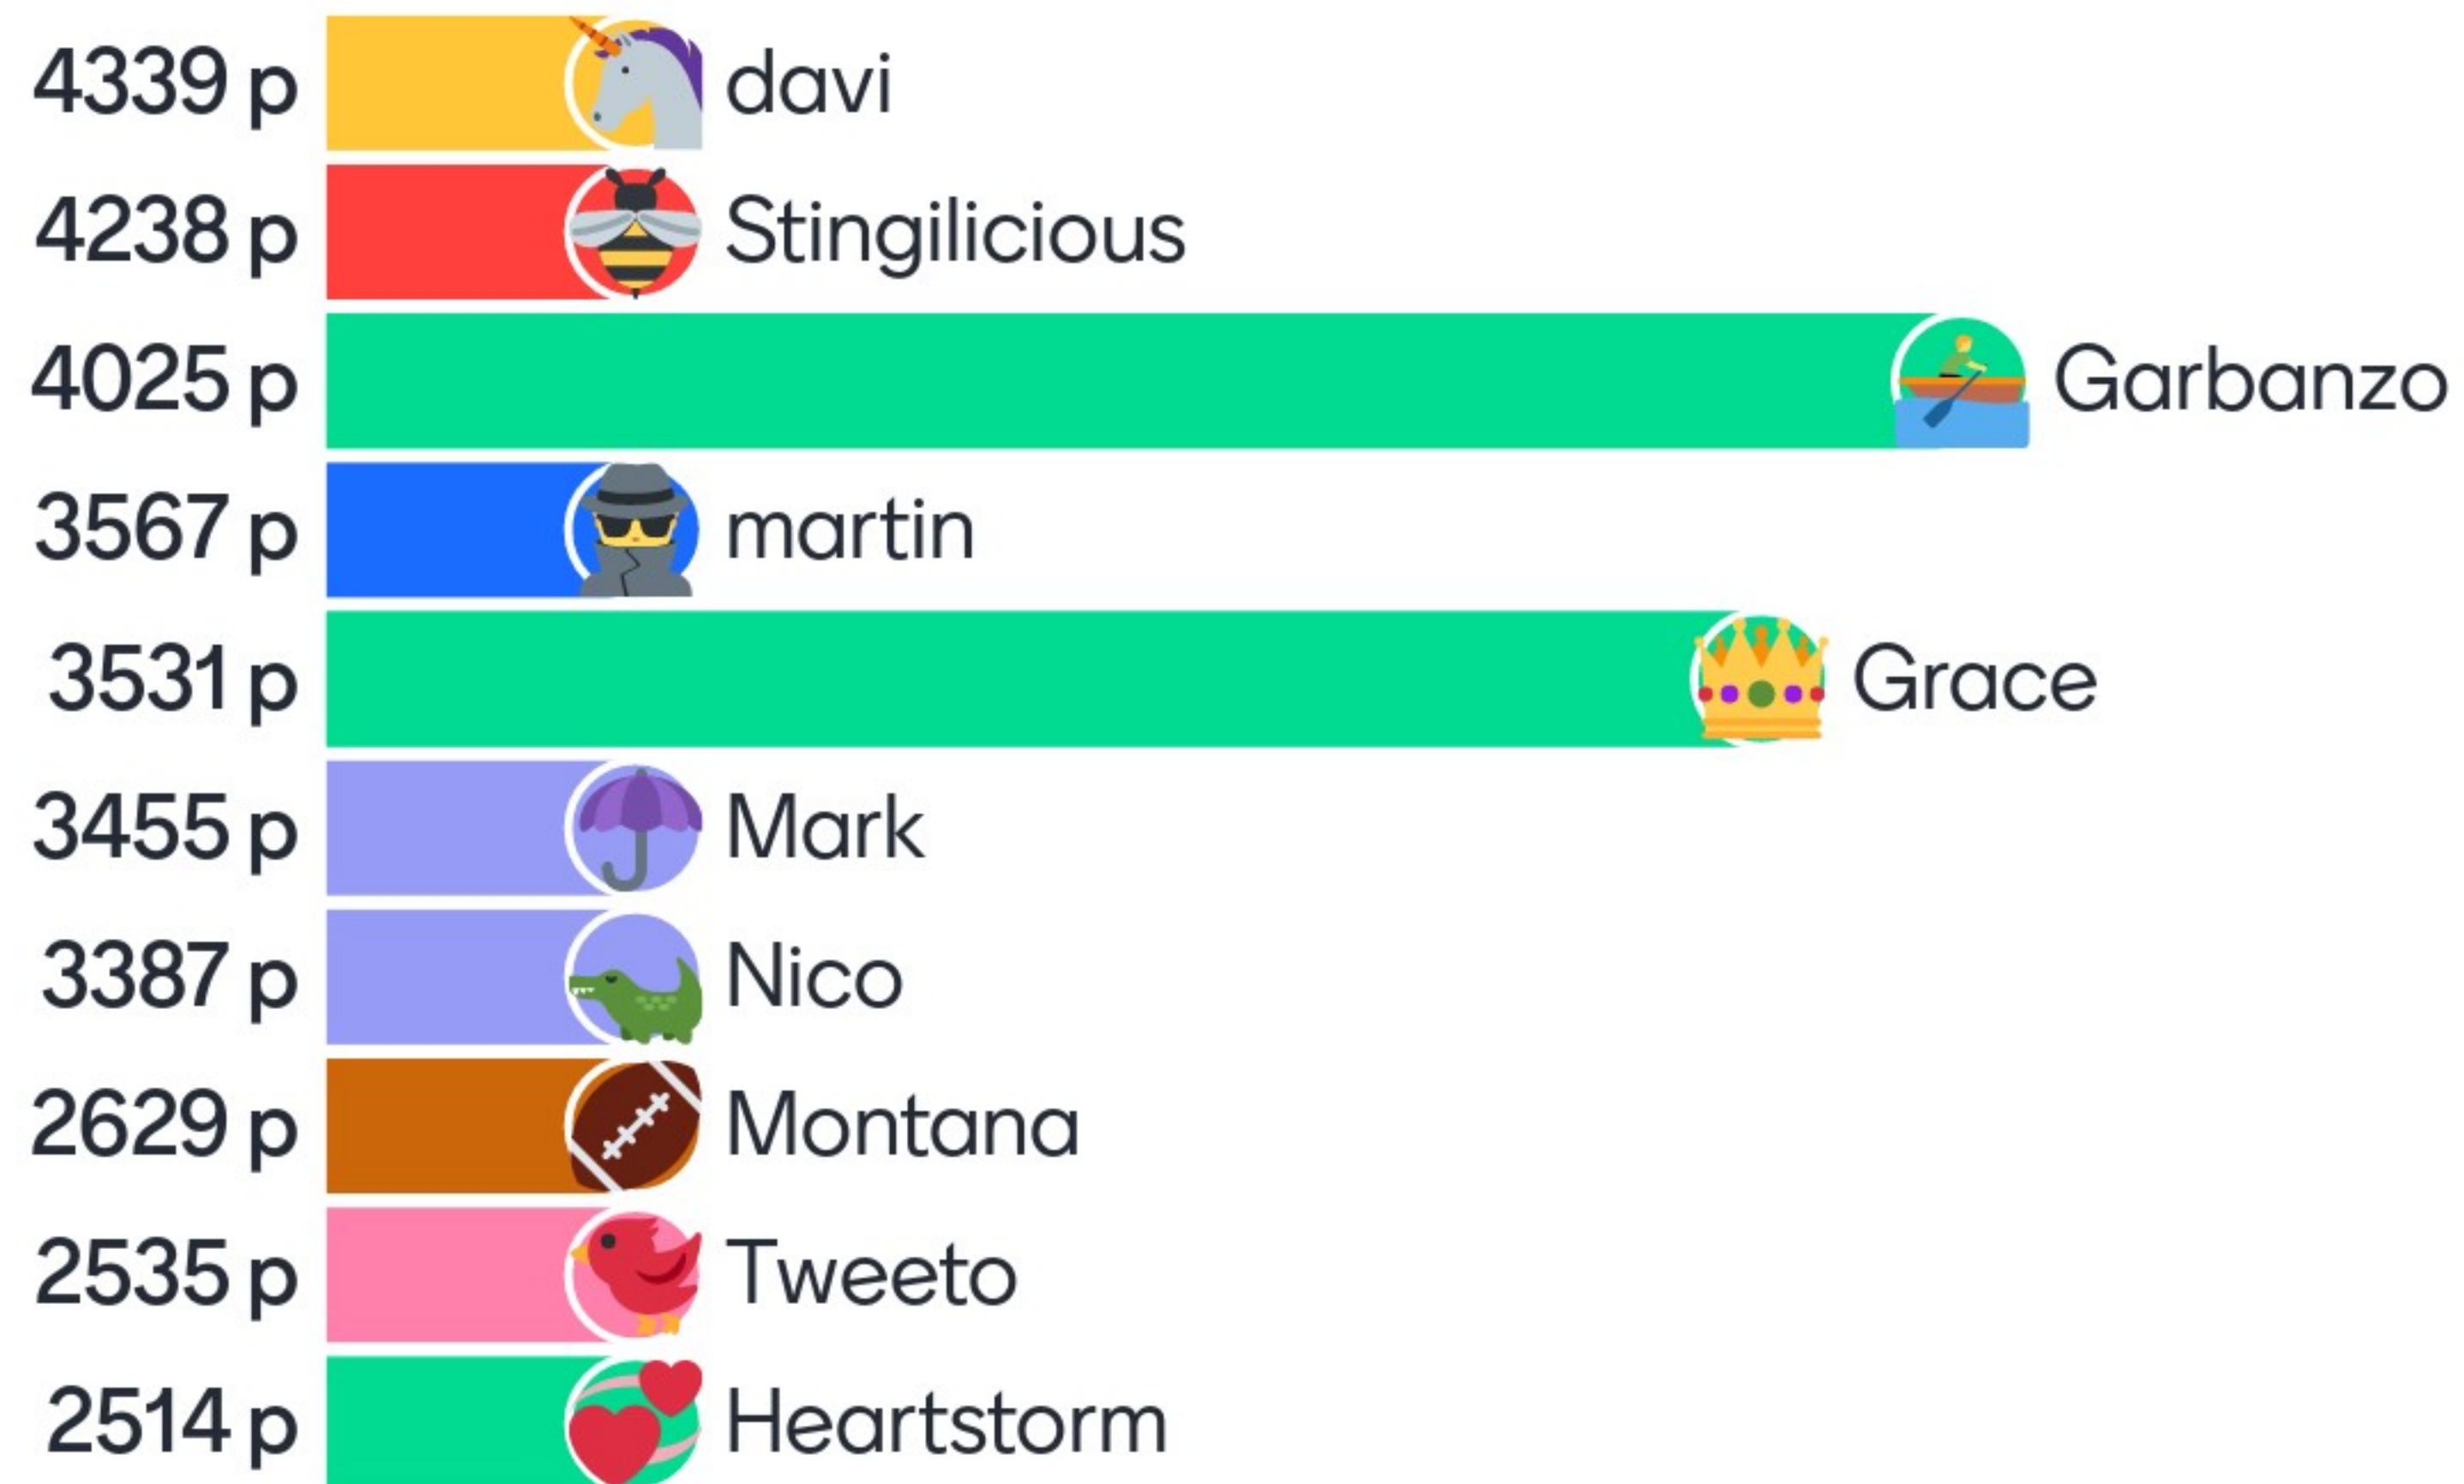 4339 p davi
4238 p Stingilicious
4025 p Garbanzo
3567 p martin
3531 p Grace
3455 p Mark
3387 p Nico
2629 p Montana
2535 p Tweeto
2514 p Heartstorm